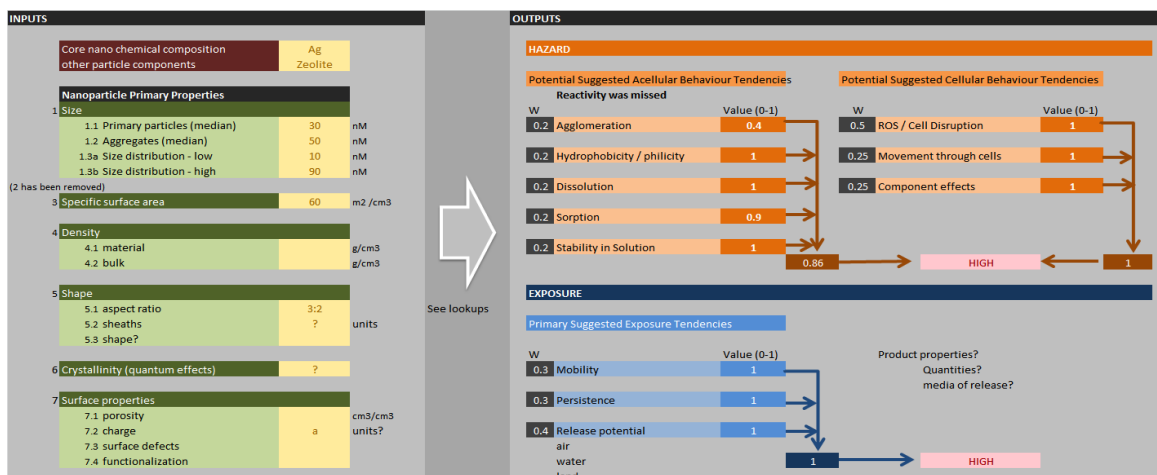 INPUTS
Core nano chemical composition Ag
other particle components Zeolite
Nanoparticle Primary Properties
1 Size
1.1 Primary particles (median) 30 nM
1.2 Aggregates (median) 50 nM
1.3a Size distribution - low 10 nM
1.3b Size distribution - high 90 nM
(2 has been removed)
3 Specific surface area 60 m2 /cm3
4 Density
4.1 material g/cm3
4.2 bulk g/cm3
5 Shape
5.1 aspect ratio 3:2
5.2 sheaths ? units
5.3 shape?
6 Crystallinity (quantum effects) ?
7 Surface properties
7.1 porosity cm3/cm3
7.2 charge a units?
7.3 surface defects
7.4 functionalization
See lookups
OUTPUTS
HAZARD
Potential Suggested Acellular Behaviour Tendencies
Reactivity was missed
W Value (0-1)
0.2 Agglomeration 0.4
0.2 Hydrophobicity / philicity 1
0.2 Dissolution 1
0.2 Sorption 0.9
0.2 Stability in Solution 1
0.86 HIGH 1
Potential Suggested Cellular Behaviour Tendencies
W Value (0-1)
0.5 ROS / Cell Disruption 1
0.25 Movement through cells 1
0.25 Component effects 1
EXPOSURE
Primary Suggested Exposure Tendencies
W Value (0-1)
0.3 Mobility 1
0.3 Persistence 1
0.4 Release potential 1
air
water
1 HIGH
Product properties?
Quantities?
media of release?